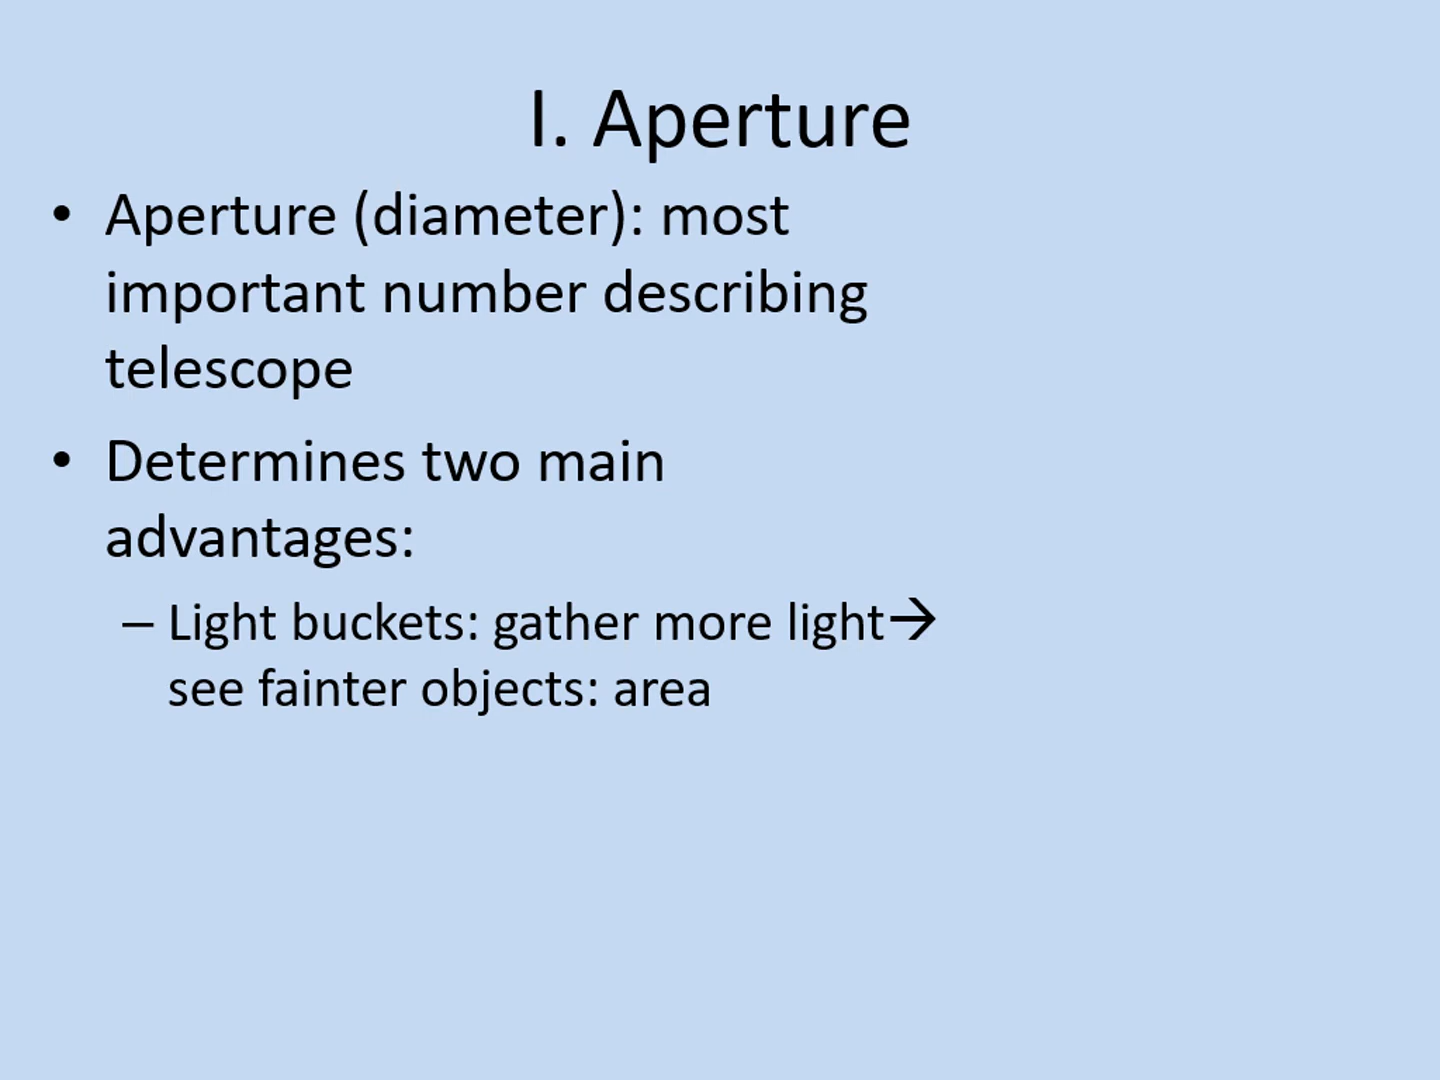 I. Aperture
• Aperture (diameter): most
important number describing
telescope
• Determines two main
advantages:
– Light buckets: gather more light→
see fainter objects: area